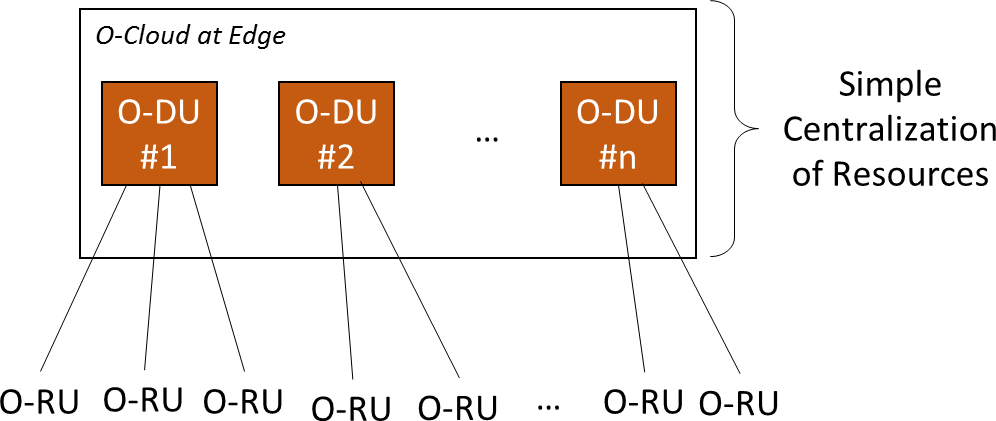 O-Cloud at Edge
O-DU
#1
O-DU
#2
...
O-DU
#n
Simple
Centralization
of Resources
O-RU O-RU O-RU O-RU O-RU ... O-RU O-RU